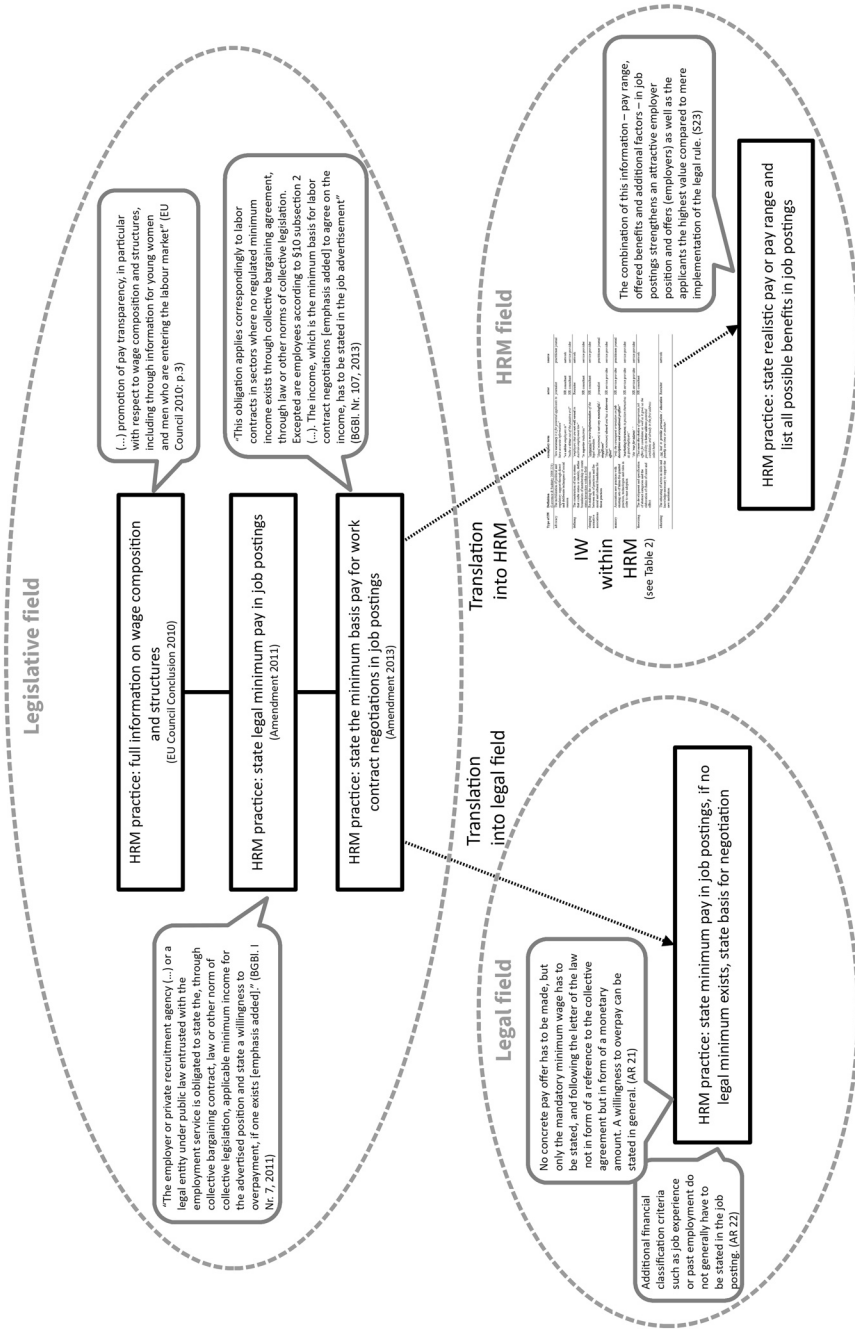 Legislative field
HRM practice: full information on wage composition
and structures
(EU Council Conclusion 2010)
(...) promotion of pay transparency, in particular
with respect to wage composition and structures,
including through information for young women
and men who are entering the labour market” (EU
Council 2010: p.3)
“The employer or private recruitment agency (...) or a
legal entity under public law entrusted with the
employment service is obligated to state the, through
collective bargaining contract, law or other norm of
collective legislation, applicable minimum income for
the advertised position and state a willingness to
overpayment, if one exists [emphasis added].” (BGBl. I
Nr. 7, 2011)
HRM practice: state legal minimum pay in job postings
(Amendment 2011)
HRM practice: state the minimum basis pay for work
contract negotiations in job postings
(Amendment 2013)
“This obligation applies correspondingly to labor
contracts in sectors where no regulated minimum
income exists through collective bargaining agreement,
through law or other norms of collective legislation.
Excepted are employees according to §10 subsection 2
(...). The income, which is the minimum basis for labor
contract negotiations [emphasis added] to agree on the
income, has to be stated in the job advertisement”
(BGBl. Nr. 107, 2013)
Translation
into legal field
Translation
into HRM
Legal field
No concrete pay offer has to be made, but
only the mandatory minimum wage has to
be stated, and following the letter of the law
not in form of a reference to the collective
agreement but in form of a monetary
amount. A willingness to overpay can be
stated in general. (AR 21)
Additional financial
classification criteria
such as job experience
or past employment do
not generally have to
be stated in the job
posting. (AR 22)
HRM practice: state minimum pay in job postings, if no
legal minimum exists, state basis for negotiation
HRM field
IW
within
HRM
(see Table 2)
The combination of this information – pay range,
offered benefits and additional factors – in job
postings strengthens an attractive employer
position and offers (employers) as well as the
applicants the highest value compared to mere
implementation of the legal rule. (S23)
HRM practice: state realistic pay or pay range and
list all possible benefits in job postings